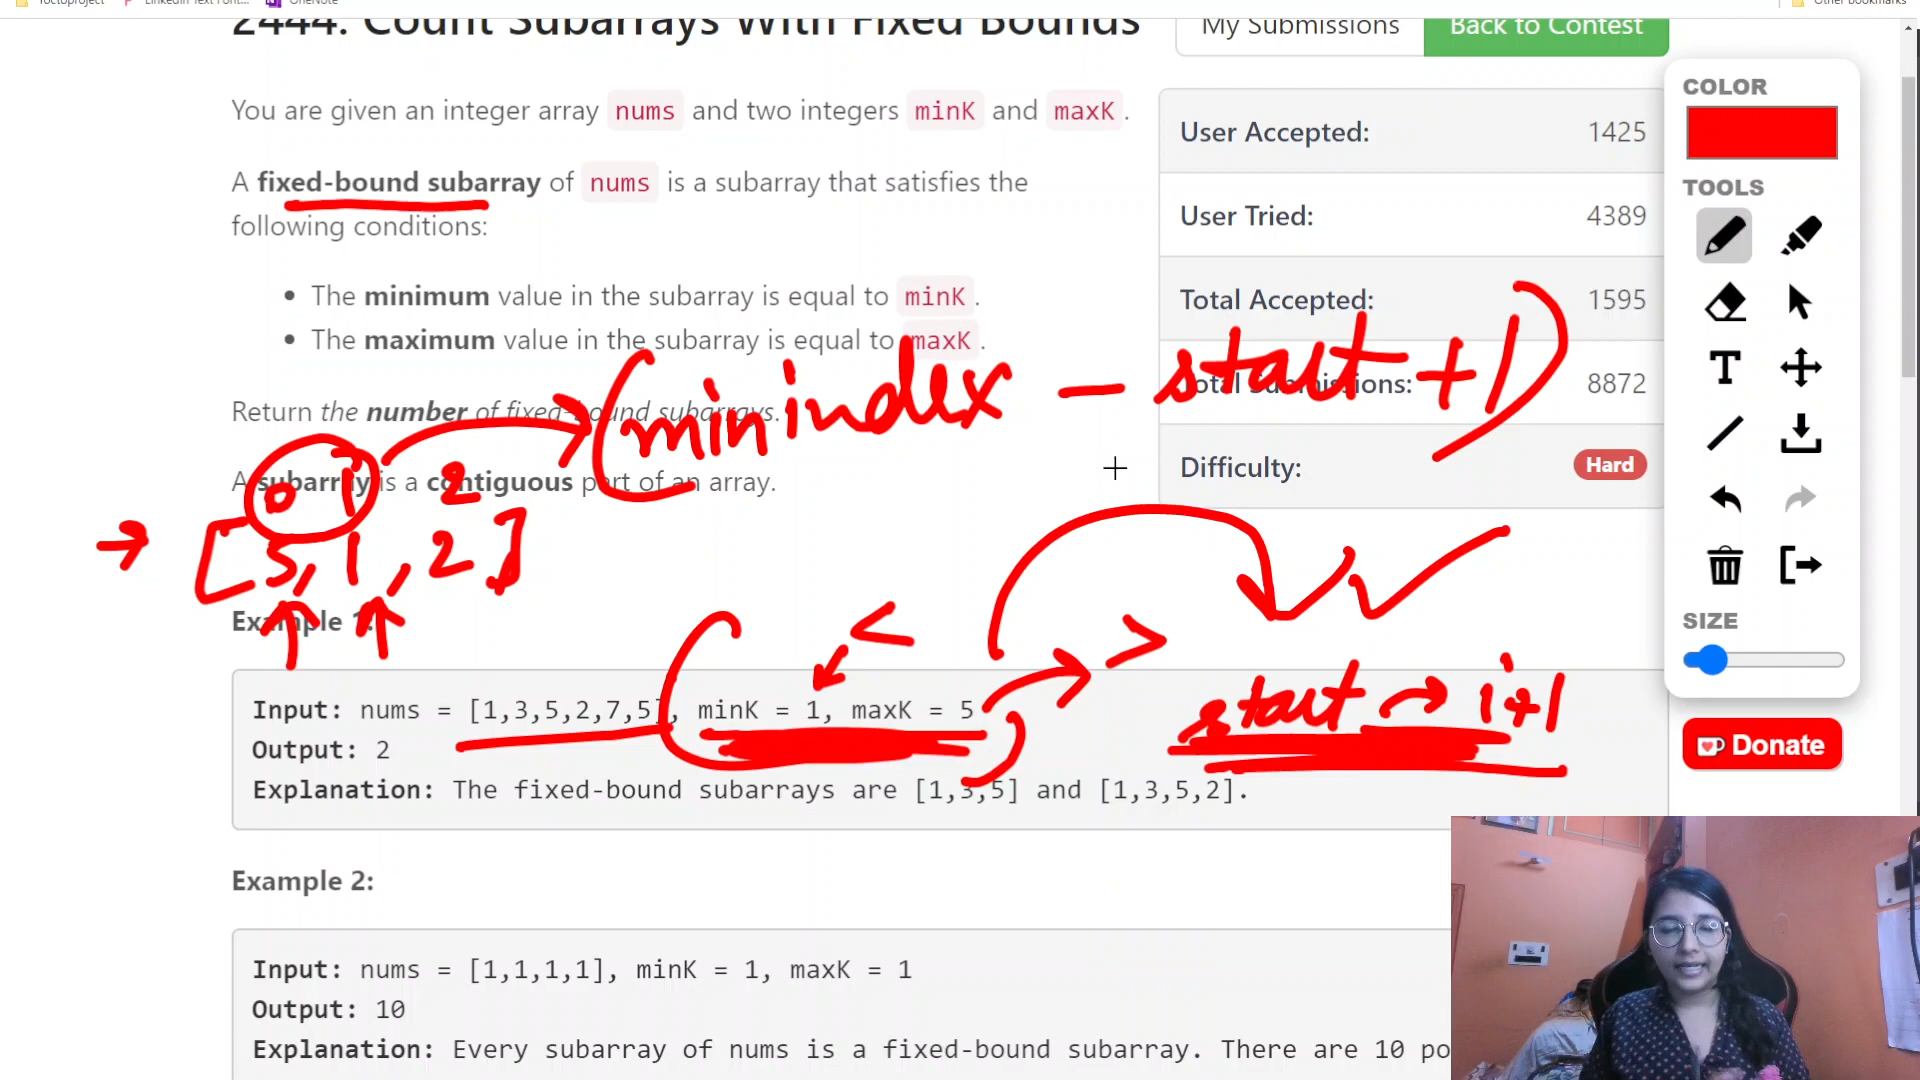 roctoproject LinkedIn Text Font... OneNote Other bookmarks
2444. Count Subarrays With Fixed Bounds
My Submissions Back to Contest
You are given an integer array nums and two integers minK and maxK.
A fixed-bound subarray of nums is a subarray that satisfies the
following conditions:
• The minimum value in the subarray is equal to minK.
• The maximum value in the subarray is equal to maxK.
Return the number of fixed-bound subarrays.
A subarray is a contiguous part of an array.
User Accepted: 1425
User Tried: 4389
Total Accepted: 1595
Total Submissions: 8872
Difficulty: Hard
(minindex - start +1)
0 1 2
→ [5, 1, 2]
< >
start → i+1
Example 1:
Input: nums = [1,3,5,2,7,5], minK = 1, maxK = 5
Output: 2
Explanation: The fixed-bound subarrays are [1,3,5] and [1,3,5,2].
Example 2:
Input: nums = [1,1,1,1], minK = 1, maxK = 1
Output: 10
Explanation: Every subarray of nums is a fixed-bound subarray. There are 10 po
COLOR
TOOLS
T
SIZE
Donate